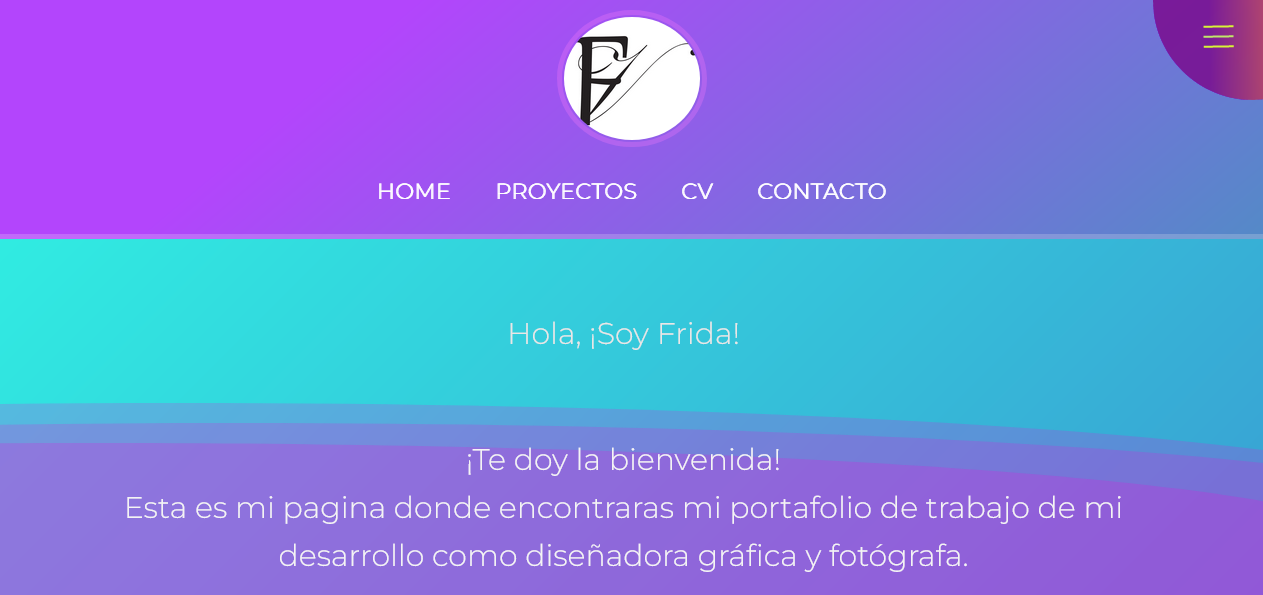 F
HOME PROYECTOS CV CONTACTO
Hola, ¡Soy Frida!
¡Te doy la bienvenida!
Esta es mi pagina donde encontraras mi portafolio de trabajo de mi
desarrollo como diseñadora gráfica y fotógrafa.